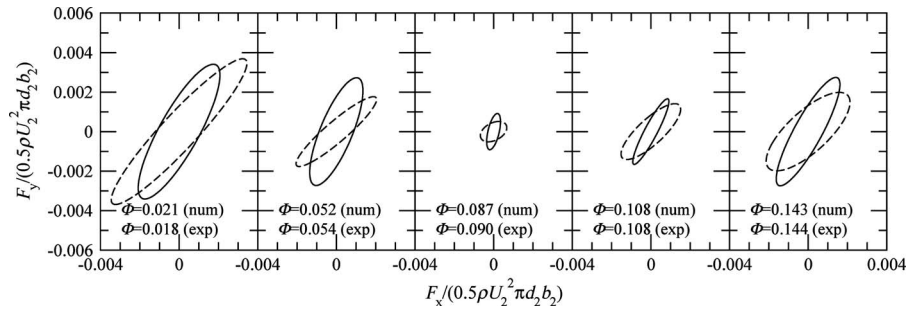 0.006
0.004
0.002
0
-0.002
-0.004
-0.006
F_y/(0.5ρU_2^2πd_2b_2)
Φ=0.021 (num)
Φ=0.018 (exp)
Φ=0.052 (num)
Φ=0.054 (exp)
Φ=0.087 (num)
Φ=0.090 (exp)
Φ=0.108 (num)
Φ=0.108 (exp)
Φ=0.143 (num)
Φ=0.144 (exp)
-0.004 0 -0.004 0 -0.004 0 -0.004 0 -0.004 0 0.004
F_x/(0.5ρU_2^2πd_2b_2)